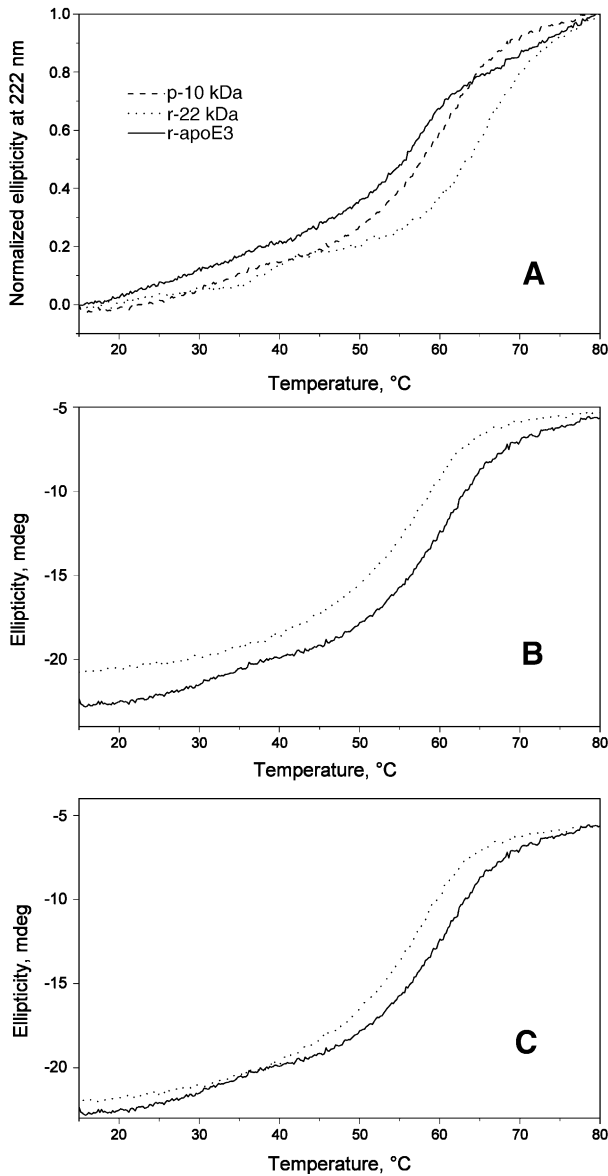 1.0
0.8
0.6
0.4
0.2
0.0
Normalized ellipticity at 222 nm
p-10 kDa
r-22 kDa
r-apoE3
A
20 30 40 50 60 70 80
Temperature, °C
-5
-10
-15
-20
Ellipticity, mdeg
B
20 30 40 50 60 70 80
Temperature, °C
-5
-10
-15
-20
Ellipticity, mdeg
C
20 30 40 50 60 70 80
Temperature, °C